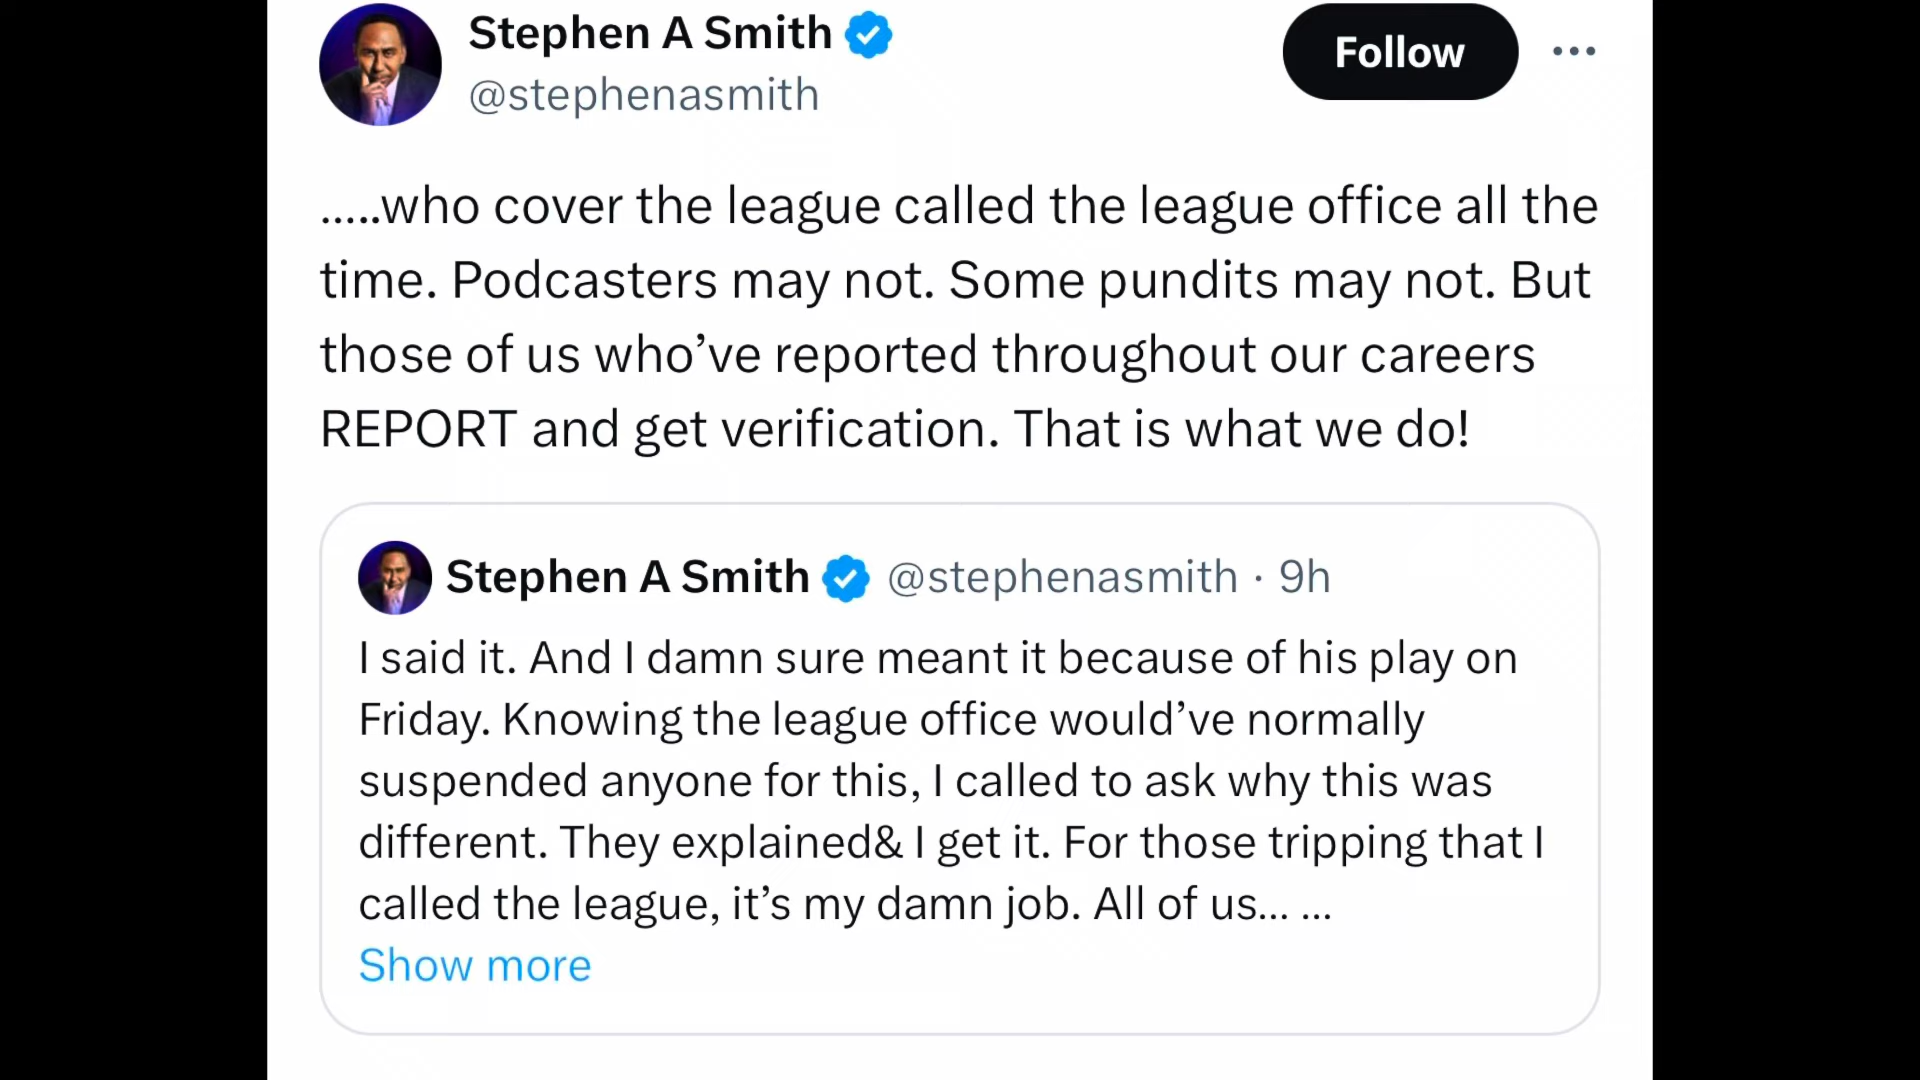 Stephen A Smith
@stephenasmith
Follow
.....who cover the league called the league office all the
time. Podcasters may not. Some pundits may not. But
those of us who’ve reported throughout our careers
REPORT and get verification. That is what we do!
Stephen A Smith @stephenasmith · 9h
I said it. And I damn sure meant it because of his play on
Friday. Knowing the league office would’ve normally
suspended anyone for this, I called to ask why this was
different. They explained& I get it. For those tripping that I
called the league, it’s my damn job. All of us... ...
Show more